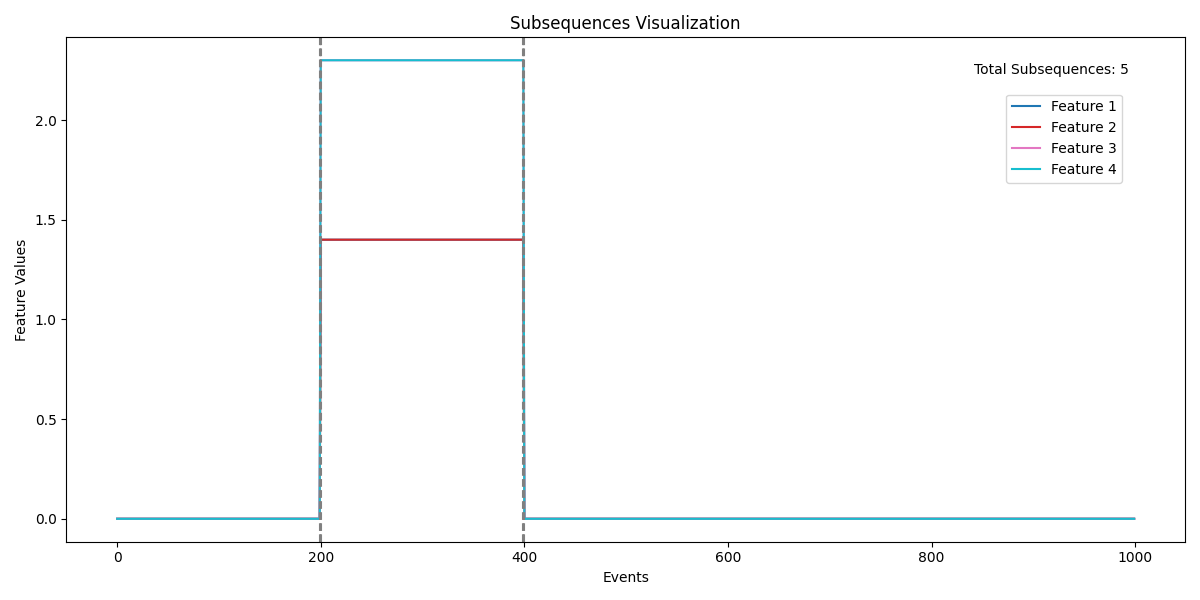 Subsequences Visualization
Total Subsequences: 5
Feature 1
Feature 2
Feature 3
Feature 4
Feature Values
2.0
1.5
1.0
0.5
0.0
0 200 400 600 800 1000
Events